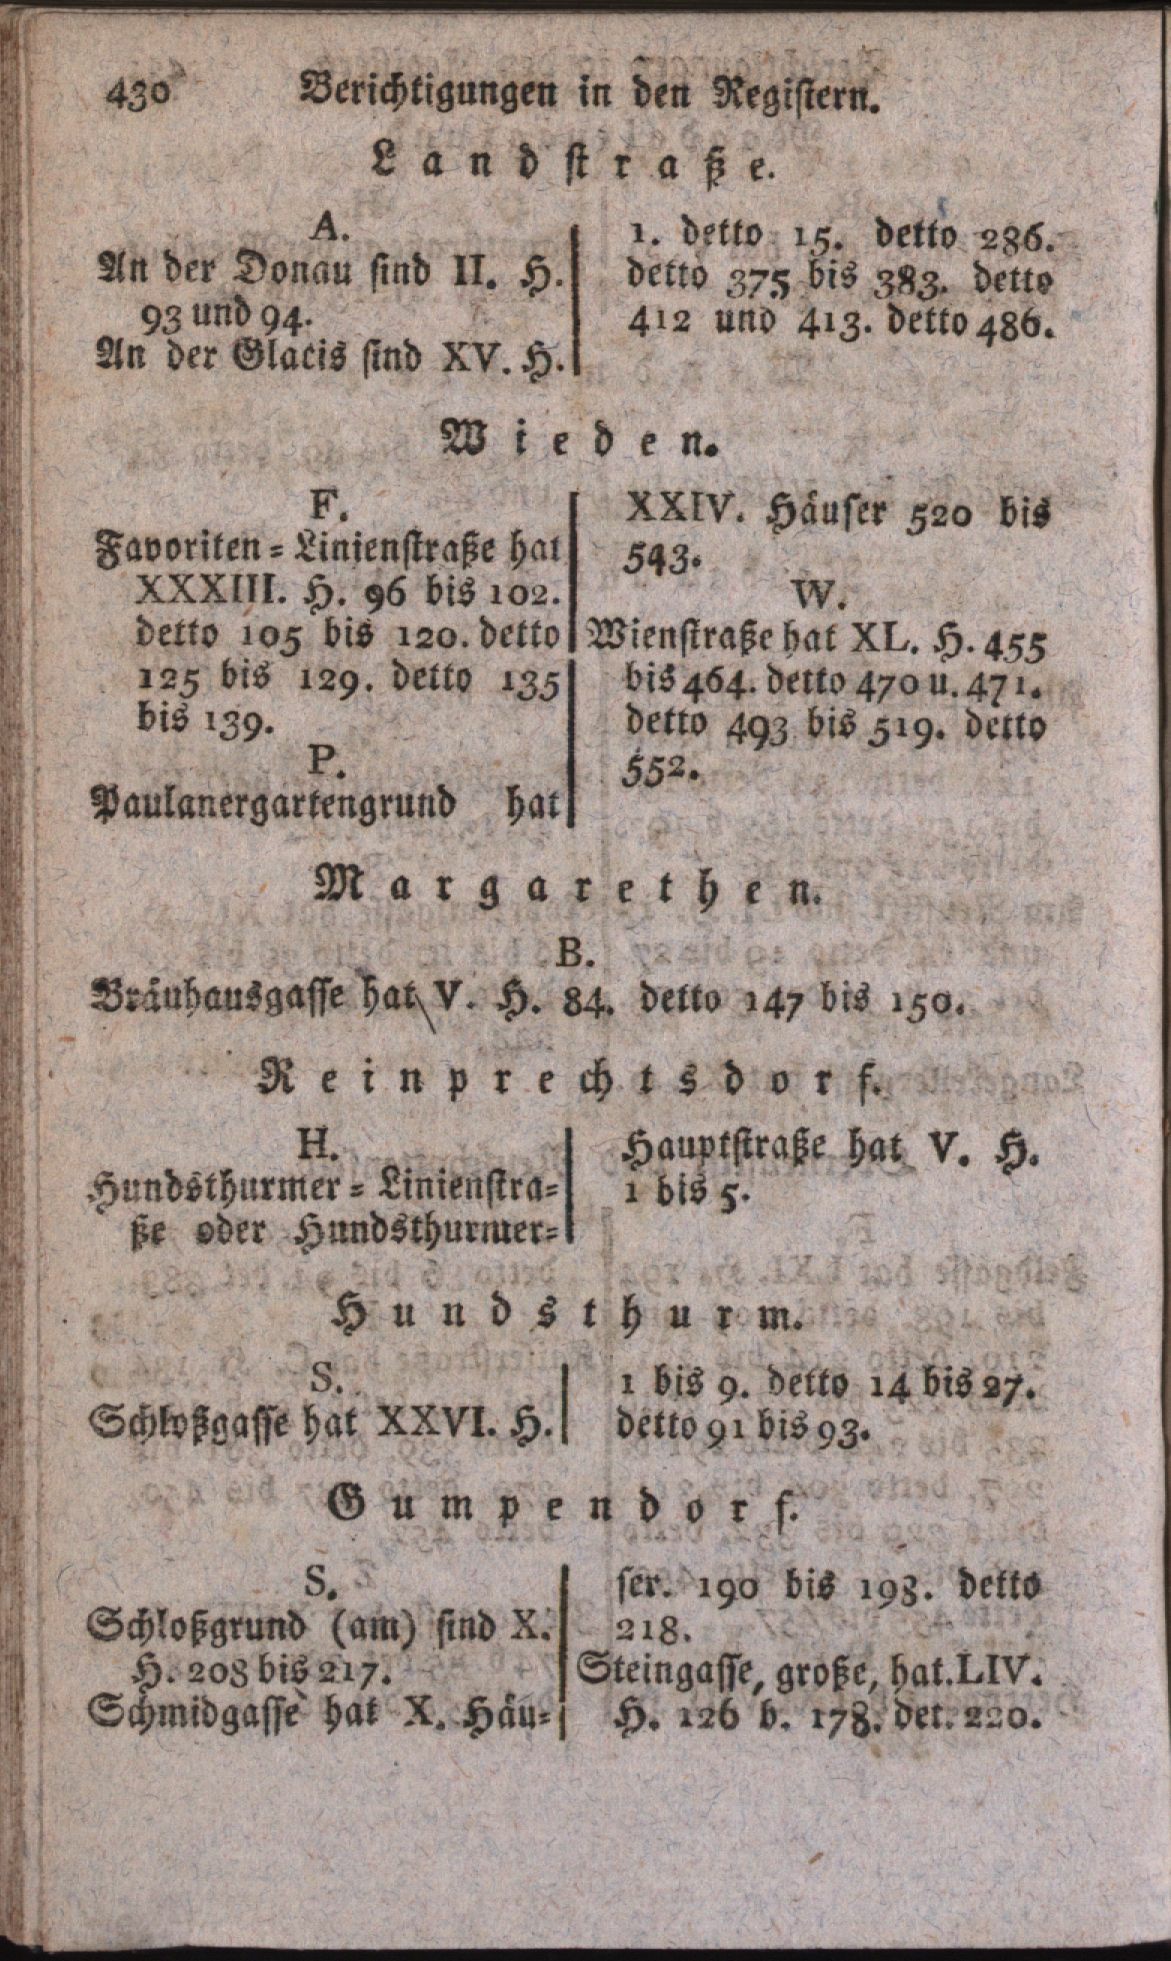 430 Berichtigungen in den Registern.
Landstraße.
A.
An der Donau sind II. H.
93 und 94.
An der Glacis sind XV. H.
1. detto 15. detto 286.
detto 375 bis 383. detto
412 und 413. detto 486.
Wieden.
F.
Favoriten=Linienstraße hat
XXXIII. H. 96 bis 102.
detto 105 bis 120. detto
125 bis 129. detto 135
bis 139.
P.
Paulanergartengrund hat
XXIV. Häuser 520 bis
543.
W.
Wienstraße hat XL. H. 455
bis 464. detto 470 u. 471.
detto 493 bis 519. detto
552.
Margarethen.
B.
Bräuhausgasse hat V. H. 84. detto 147 bis 150.
Reinprechtsdorf.
H.
Hundsthurmer=Linienstra=
ße oder Hundsthurmer=
Hauptstraße hat V. H.
1 bis 5.
Hundsthurm.
S.
Schloßgasse hat XXVI. H.
1 bis 9. detto 14 bis 27.
detto 91 bis 93.
Gumpendorf.
S.
Schloßgrund (am) sind X.
H. 208 bis 217.
Schmidgasse hat X. Häu=
ser. 190 bis 198. detto
218.
Steingasse, große, hat. LIV.
H. 126 b. 178. det. 220.